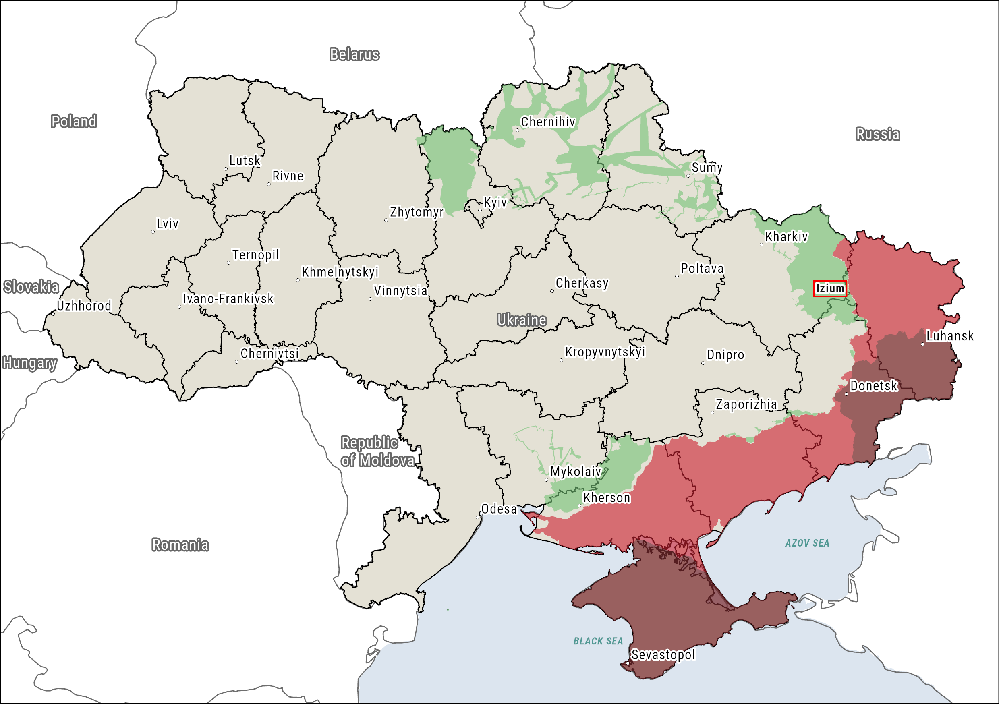 Belarus
Poland
Chernihiv
Russia
Lutsk
Sumy
Rivne
Kyiv
Zhytomyr
Lviv
Kharkiv
Ternopil
Poltava
Khmelnytskyi
Cherkasy
Slovakia
Vinnytsia
Izium
Ivano-Frankivsk
Uzhhorod
Ukraine
Luhansk
Hungary
Chernivtsi
Kropyvnytskyi
Dnipro
Donetsk
Zaporizhia
Republic
of Moldova
Mykolaiv
Kherson
Odesa
Romania
AZOV SEA
BLACK SEA
Sevastopol